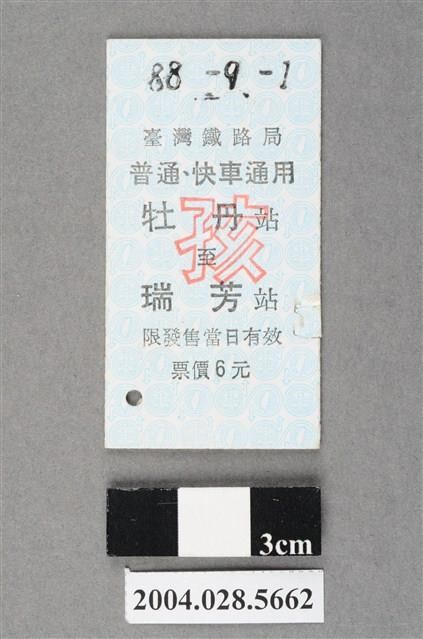 88-9.-1
臺灣鐵路局
普通、快車通用
牡丹站
孩
至
瑞芳站
限發售當日有效
票價6元
3cm
2004.028.5662